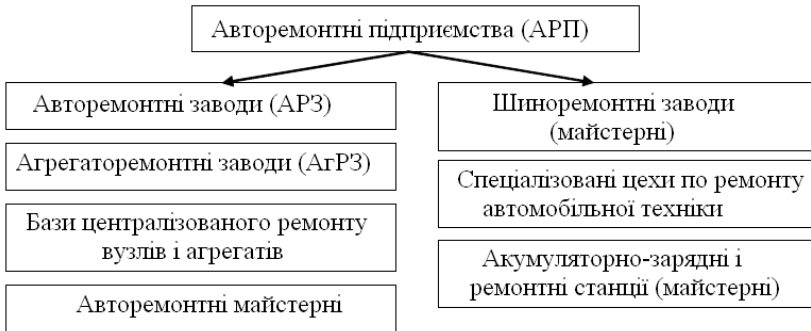 Авторемонтні підприємства (АРП)
Авторемонтні заводи (АРЗ)
Агрегаторемонтні заводи (АгРЗ)
Бази централізованого ремонту
вузлів і агрегатів
Авторемонтні майстерні
Шиноремонтні заводи
(майстерні)
Спеціалізовані цехи по ремонту
автомобільної техніки
Акумуляторно-зарядні і
ремонтні станції (майстерні)